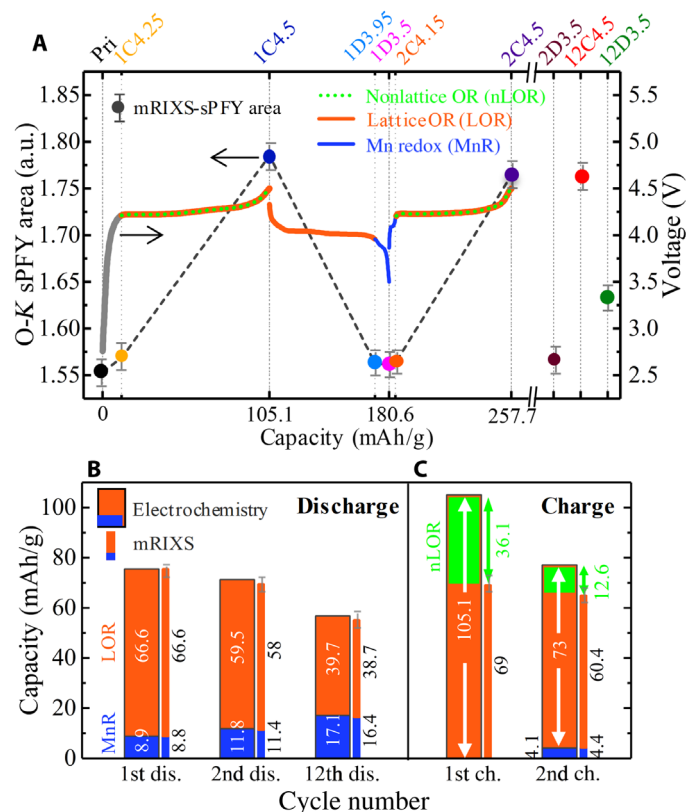 A
Pri
1C4.25
1C4.5
1D3.95
1D3.5
2C4.15
2C4.5
2D3.5
12C4.5
12D3.5
O-K sPFY area (a.u.)
1.85
1.80
1.75
1.70
1.65
1.60
1.55
mRIXS-sPFY area
Nonlattice OR (nLOR)
Lattice OR (LOR)
Mn redox (MnR)
5.5
5.0
4.5
4.0
3.5
3.0
2.5
Voltage (V)
0
105.1
180.6
257.7
Capacity (mAh/g)
B
Electrochemistry
mRIXS
Discharge
Capacity (mAh/g)
100
80
60
40
20
0
LOR
MnR
66.6
66.6
8.9
8.8
59.5
58
11.8
11.4
39.7
38.7
17.1
16.4
1st dis.
2nd dis.
12th dis.
C
Charge
nLOR
105.1
36.1
69
73
12.6
60.4
4.1
4.4
1st ch.
2nd ch.
Cycle number